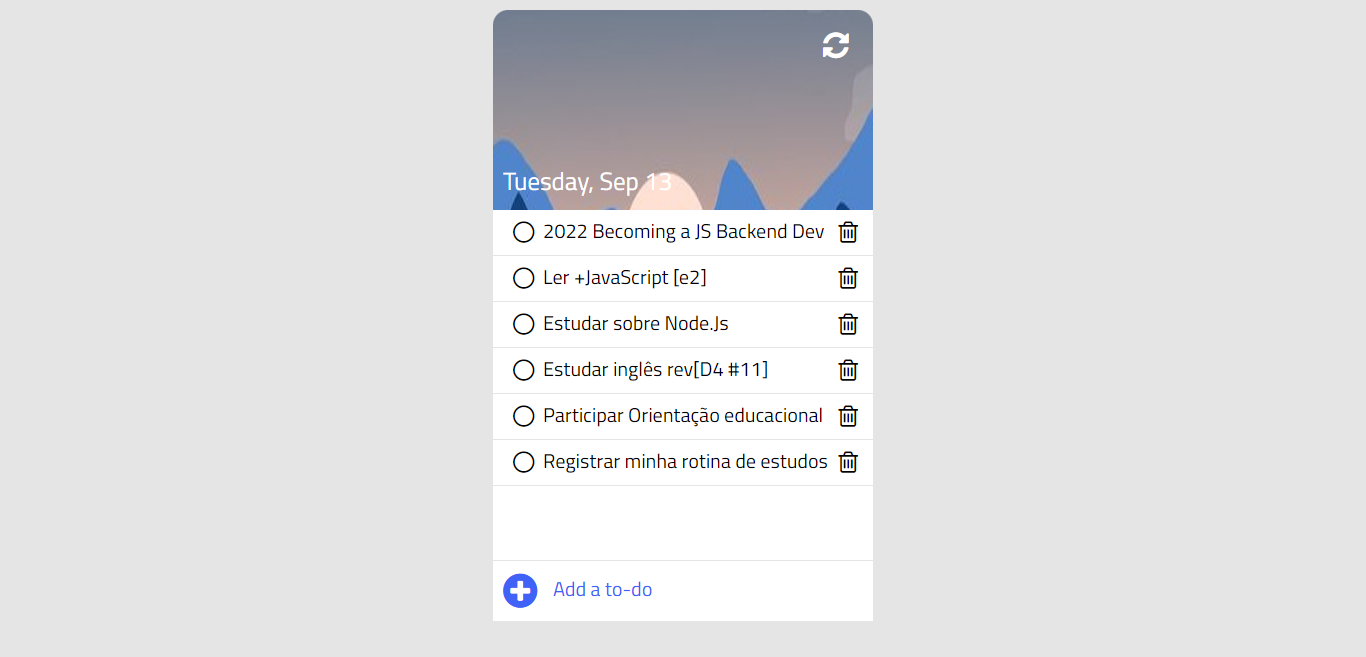 Tuesday, Sep 13
2022 Becoming a JS Backend Dev
Ler +JavaScript [e2]
Estudar sobre Node.Js
Estudar inglês rev[D4 #11]
Participar Orientação educacional
Registrar minha rotina de estudos
Add a to-do